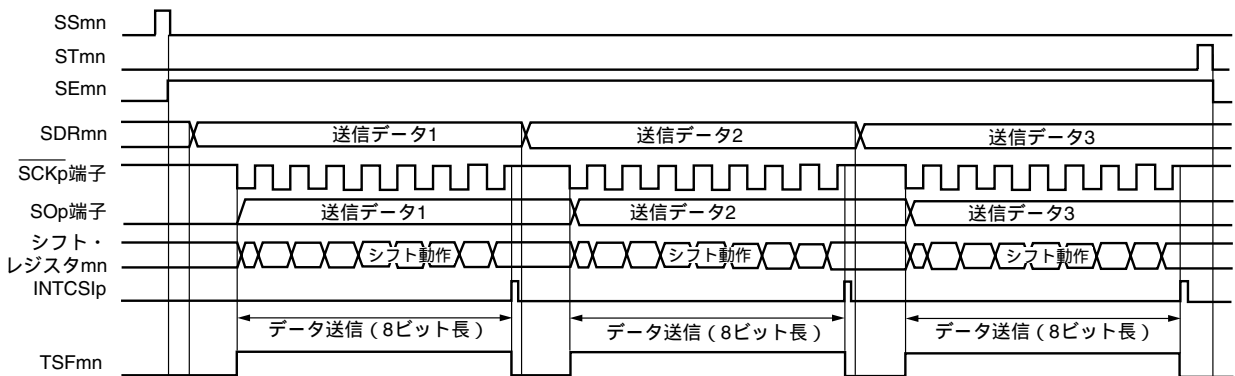 SSmn
STmn
SEmn
SDRmn 送信データ1 送信データ2 送信データ3
SCKp端子
SOp端子 送信データ1 送信データ2 送信データ3
シフト・
レジスタmn シフト動作 シフト動作 シフト動作
INTCSIp
データ送信（8ビット長） データ送信（8ビット長） データ送信（8ビット長）
TSFmn